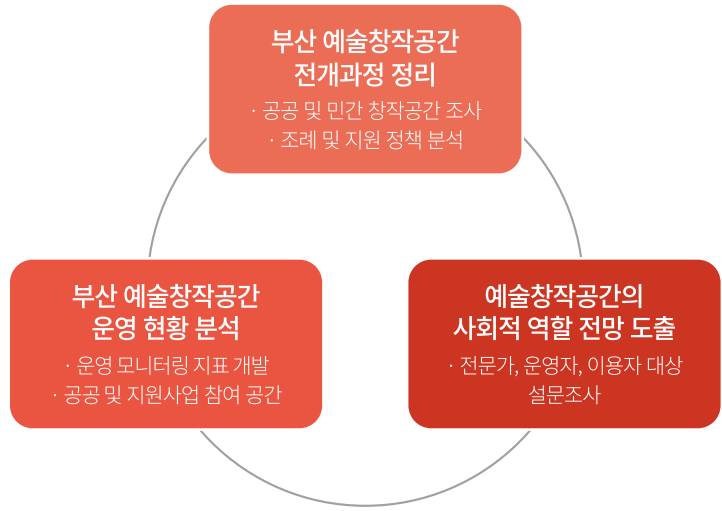 부산 예술창작공간
전개과정 정리
· 공공 및 민간 창작공간 조사
· 조례 및 지원 정책 분석
부산 예술창작공간
운영 현황 분석
· 운영 모니터링 지표 개발
· 공공 및 지원사업 참여 공간
예술창작공간의
사회적 역할 전망 도출
· 전문가, 운영자, 이용자 대상
설문조사